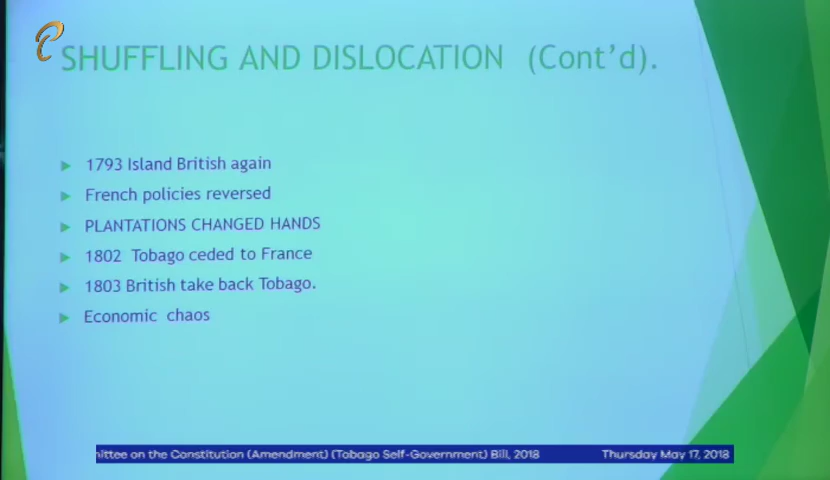 SHUFFLING AND DISLOCATION (Cont'd).
1793 Island British again
French policies reversed
PLANTATIONS CHANGED HANDS
1802 Tobago ceded to France
1803 British take back Tobago.
Economic chaos
on the Constitution (Amendment) (Tobago Self-Government) Bill, 2018 Thursday May 17, 2018